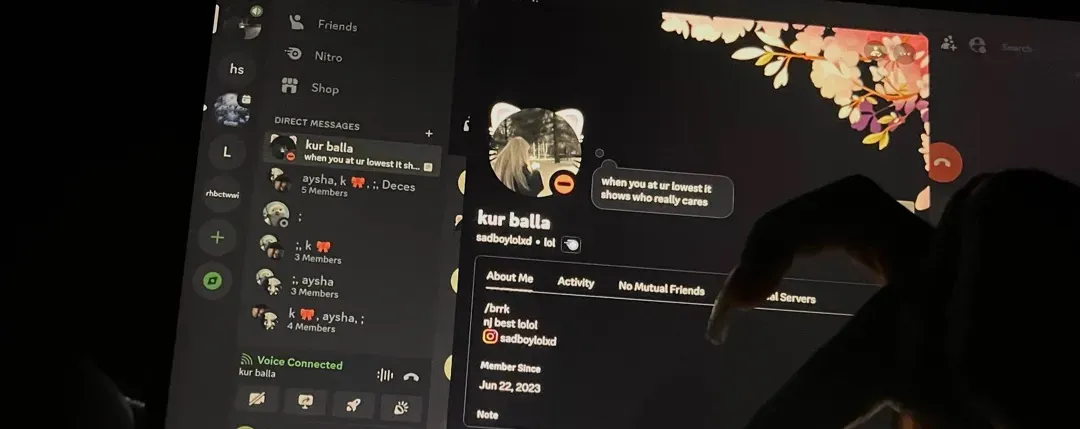 Friends
hs
Nitro
Shop
DIRECT MESSAGES
+
kur balla
when you at ur lowest it sh...
L
aysha, k 🎀, ;, Deces
5 Members
rhbctwwi
;
;, k 🎀
3 Members
;, aysha
3 Members
k 🎀, aysha, ;
4 Members
Voice Connected
kur balla
Search
when you at ur lowest it
shows who really cares
kur balla
sadboylolxd • lol
About Me
Activity
No Mutual Friends
Servers
/brrk
nj best lolol
sadboylolxd
Member Since
Jun 22, 2023
Note